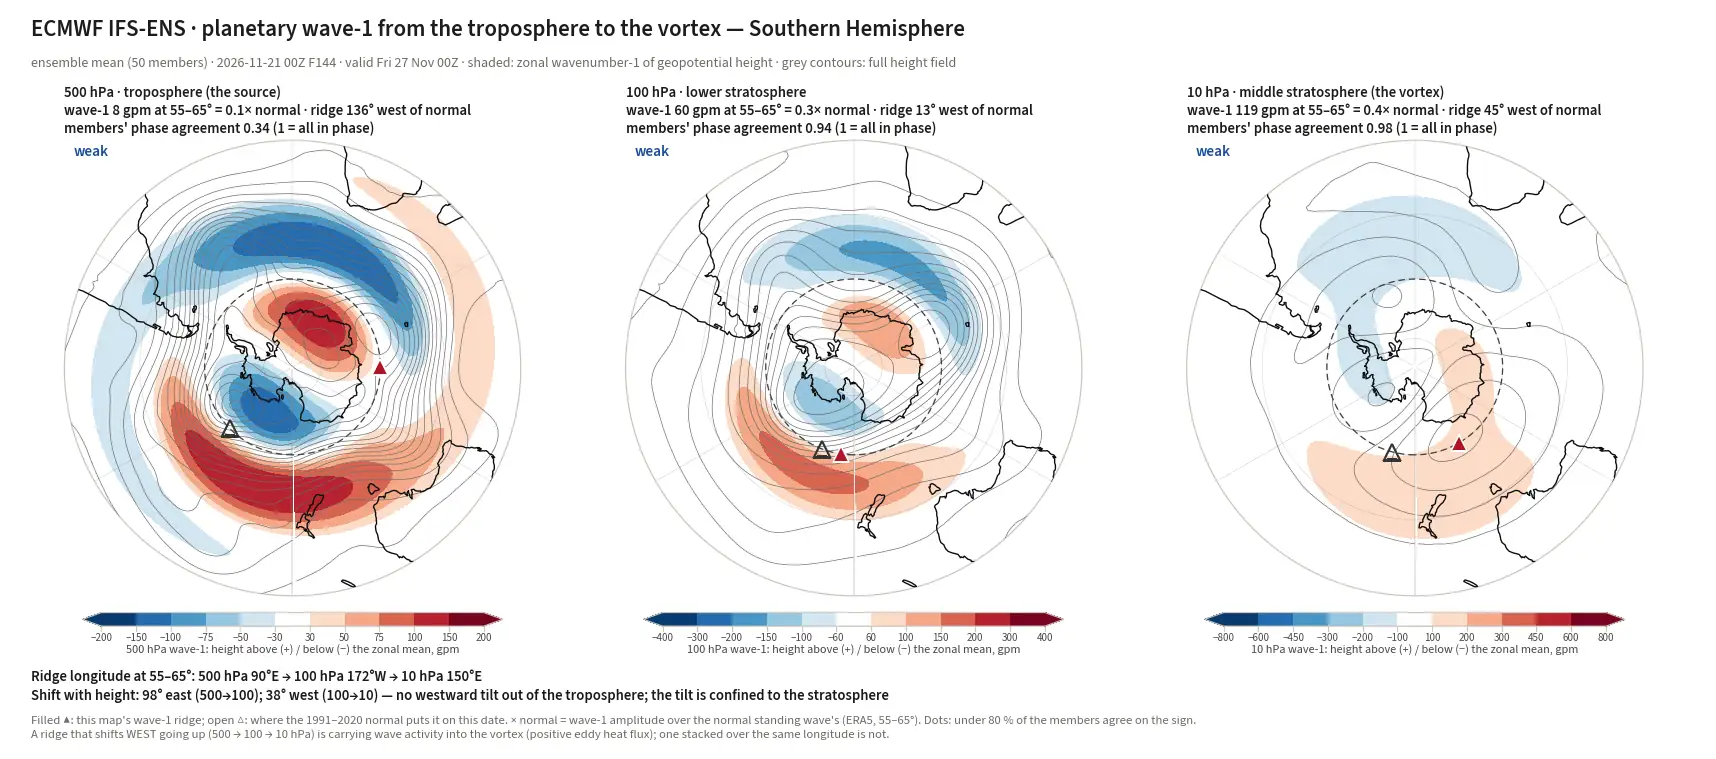 ECMWF IFS-ENS · planetary wave-1 from the troposphere to the vortex — Southern Hemisphere
ensemble mean (50 members) · 2026-11-21 00Z F144 · valid Fri 27 Nov 00Z · shaded: zonal wavenumber-1 of geopotential height · grey contours: full height field
500 hPa · troposphere (the source)
wave-1 8 gpm at 55–65° = 0.1× normal · ridge 136° west of normal
members' phase agreement 0.34 (1 = all in phase)
weak
100 hPa · lower stratosphere
wave-1 60 gpm at 55–65° = 0.3× normal · ridge 13° west of normal
members' phase agreement 0.94 (1 = all in phase)
weak
10 hPa · middle stratosphere (the vortex)
wave-1 119 gpm at 55–65° = 0.4× normal · ridge 45° west of normal
members' phase agreement 0.98 (1 = all in phase)
weak
−200 −150 −100 −75 −50 −30 30 50 75 100 150 200
500 hPa wave-1: height above (+) / below (−) the zonal mean, gpm
−400 −300 −200 −150 −100 −60 60 100 150 200 300 400
100 hPa wave-1: height above (+) / below (−) the zonal mean, gpm
−800 −600 −450 −300 −200 −100 100 200 300 450 600 800
10 hPa wave-1: height above (+) / below (−) the zonal mean, gpm
Ridge longitude at 55–65°: 500 hPa 90°E → 100 hPa 172°W → 10 hPa 150°E
Shift with height: 98° east (500→100); 38° west (100→10) — no westward tilt out of the troposphere; the tilt is confined to the stratosphere
Filled ▲: this map's wave-1 ridge; open △: where the 1991–2020 normal puts it on this date. × normal = wave-1 amplitude over the normal standing wave's (ERA5, 55–65°). Dots: under 80 % of the members agree on the sign.
A ridge that shifts WEST going up (500 → 100 → 10 hPa) is carrying wave activity into the vortex (positive eddy heat flux); one stacked over the same longitude is not.